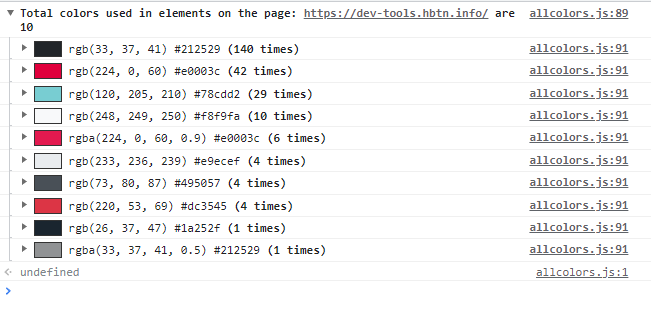 Total colors used in elements on the page: https://dev-tools.hbtn.info/ are allcolors.js:89
10
rgb(33, 37, 41) #212529 (140 times) allcolors.js:91
rgb(224, 0, 60) #e0003c (42 times) allcolors.js:91
rgb(120, 205, 210) #78cdd2 (29 times) allcolors.js:91
rgb(248, 249, 250) #f8f9fa (10 times) allcolors.js:91
rgba(224, 0, 60, 0.9) #e0003c (6 times) allcolors.js:91
rgb(233, 236, 239) #e9ecef (4 times) allcolors.js:91
rgb(73, 80, 87) #495057 (4 times) allcolors.js:91
rgb(220, 53, 69) #dc3545 (4 times) allcolors.js:91
rgb(26, 37, 47) #1a252f (1 times) allcolors.js:91
rgba(33, 37, 41, 0.5) #212529 (1 times) allcolors.js:91
undefined allcolors.js:1